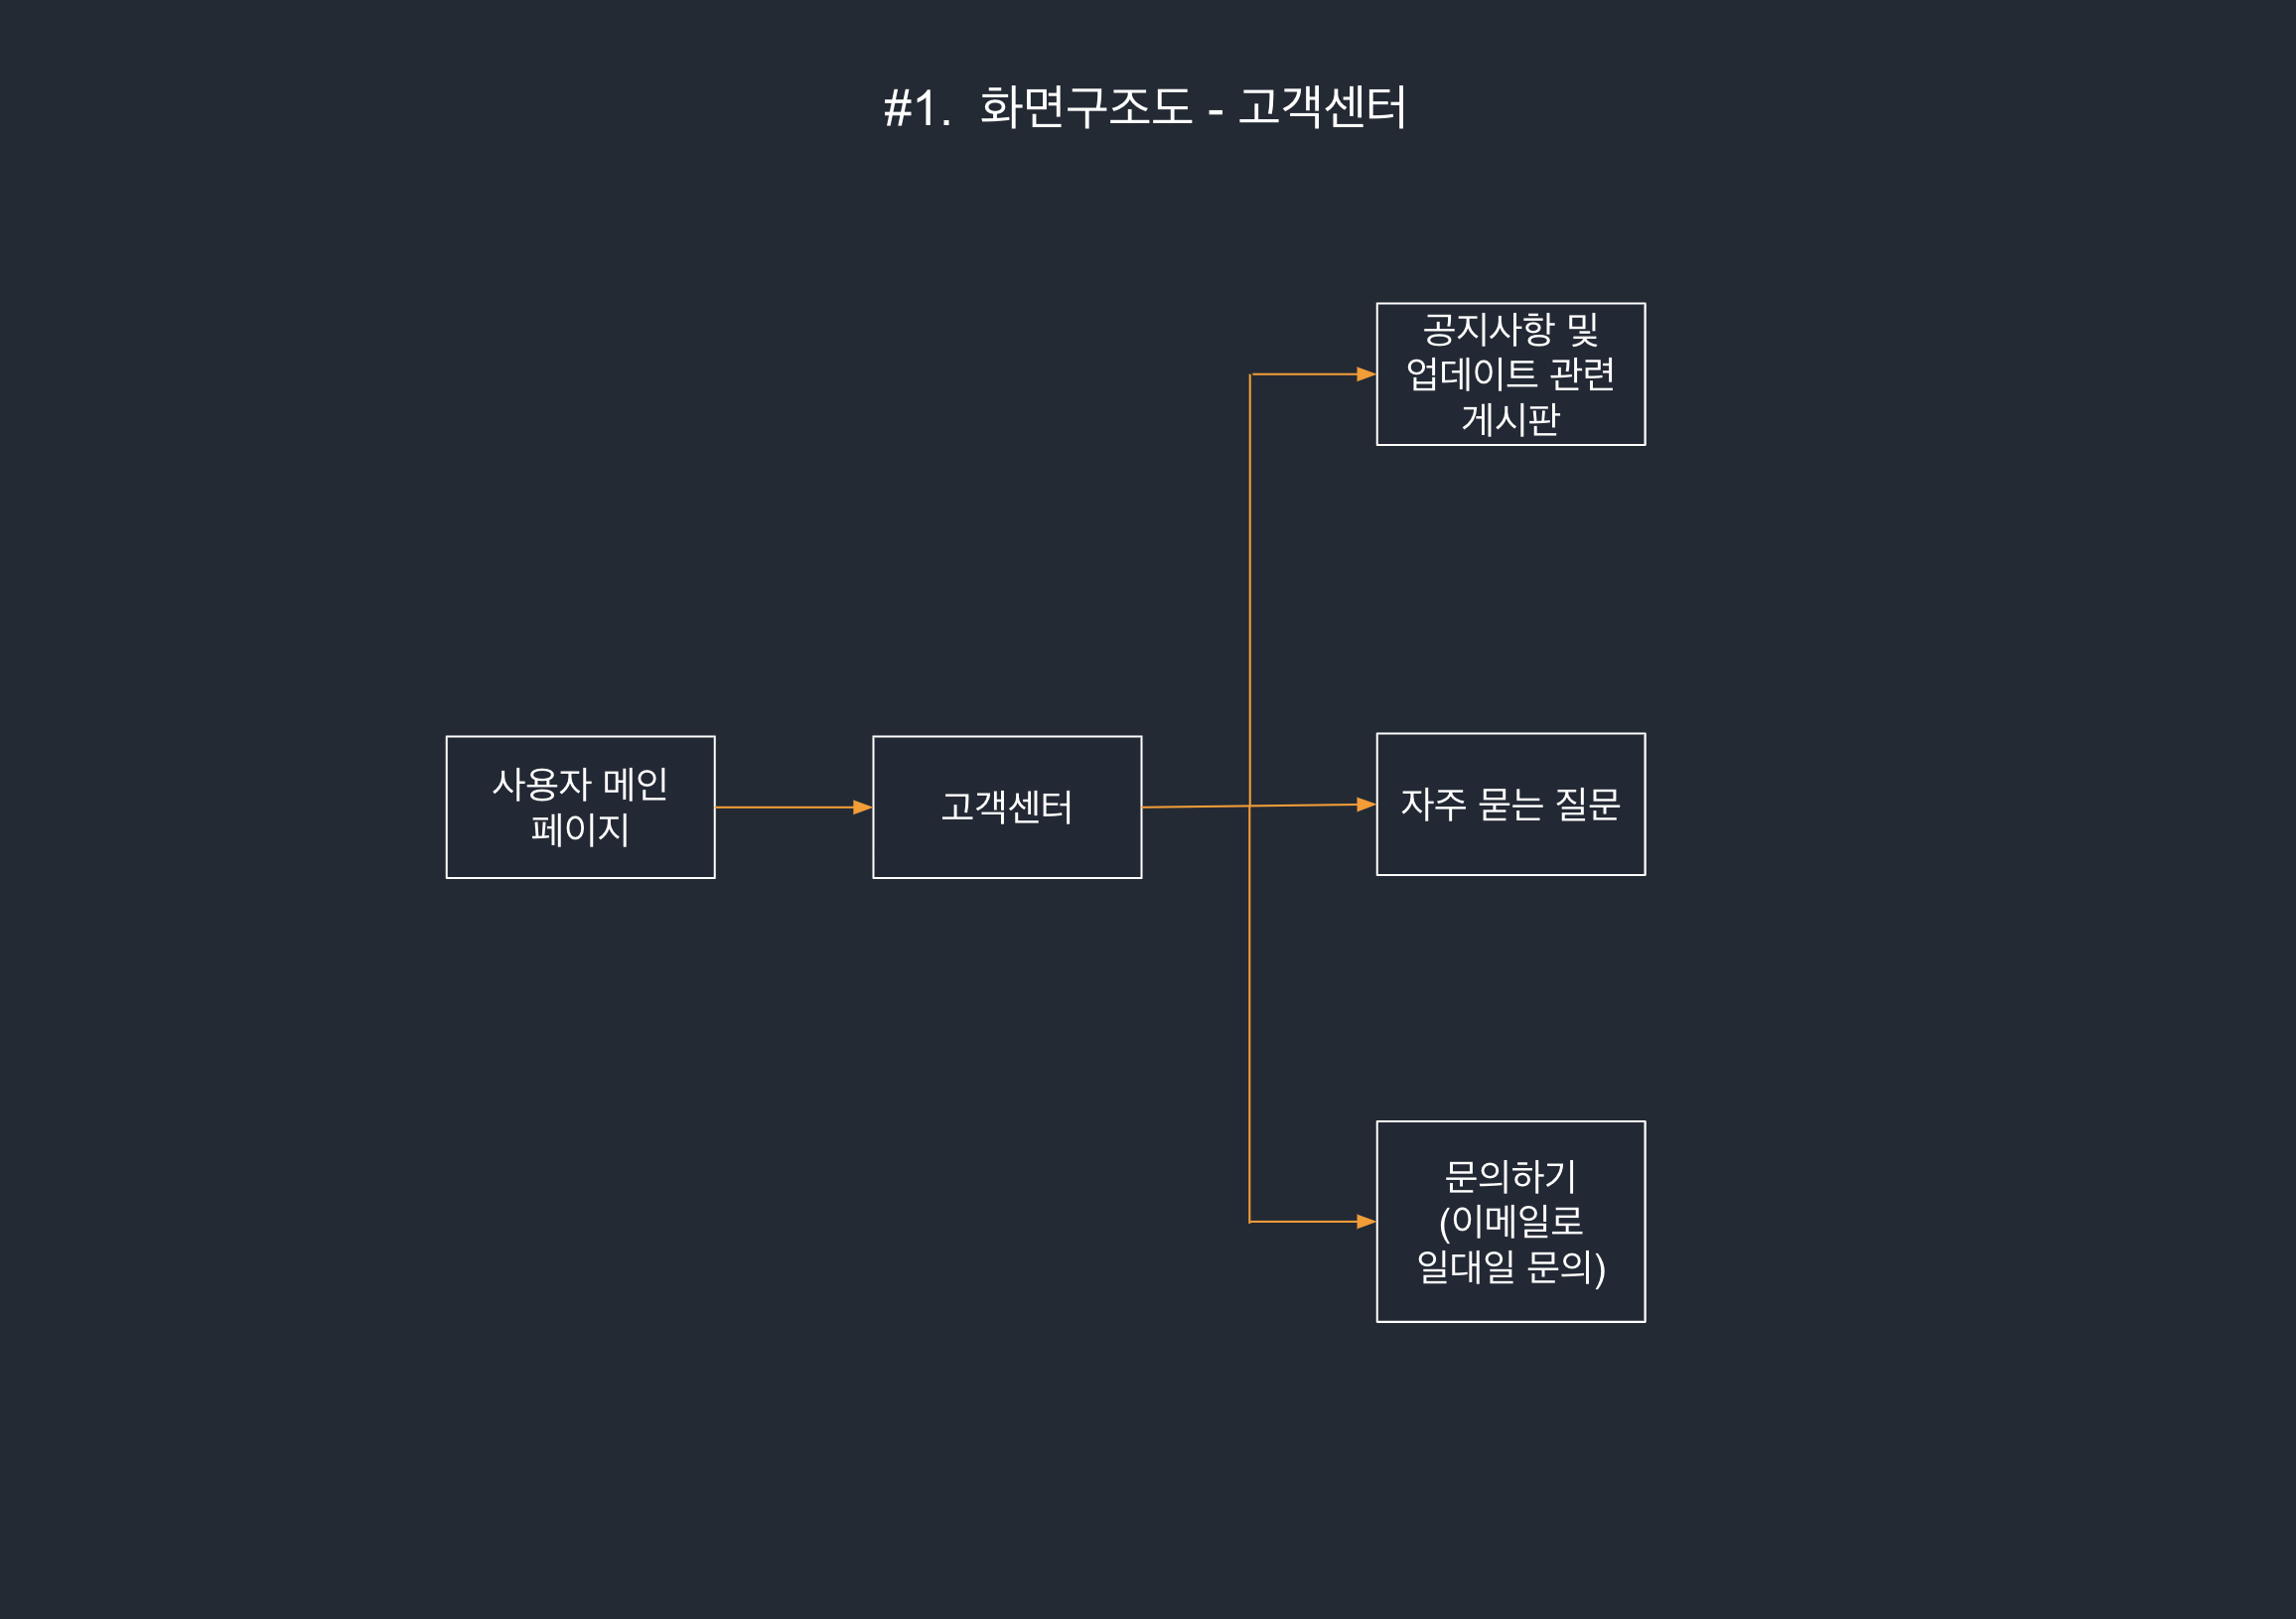 #1. 화면구조도 - 고객센터
사용자 메인
페이지
고객센터
공지사항 및
업데이트 관련
게시판
자주 묻는 질문
문의하기
(이메일로
일대일 문의)